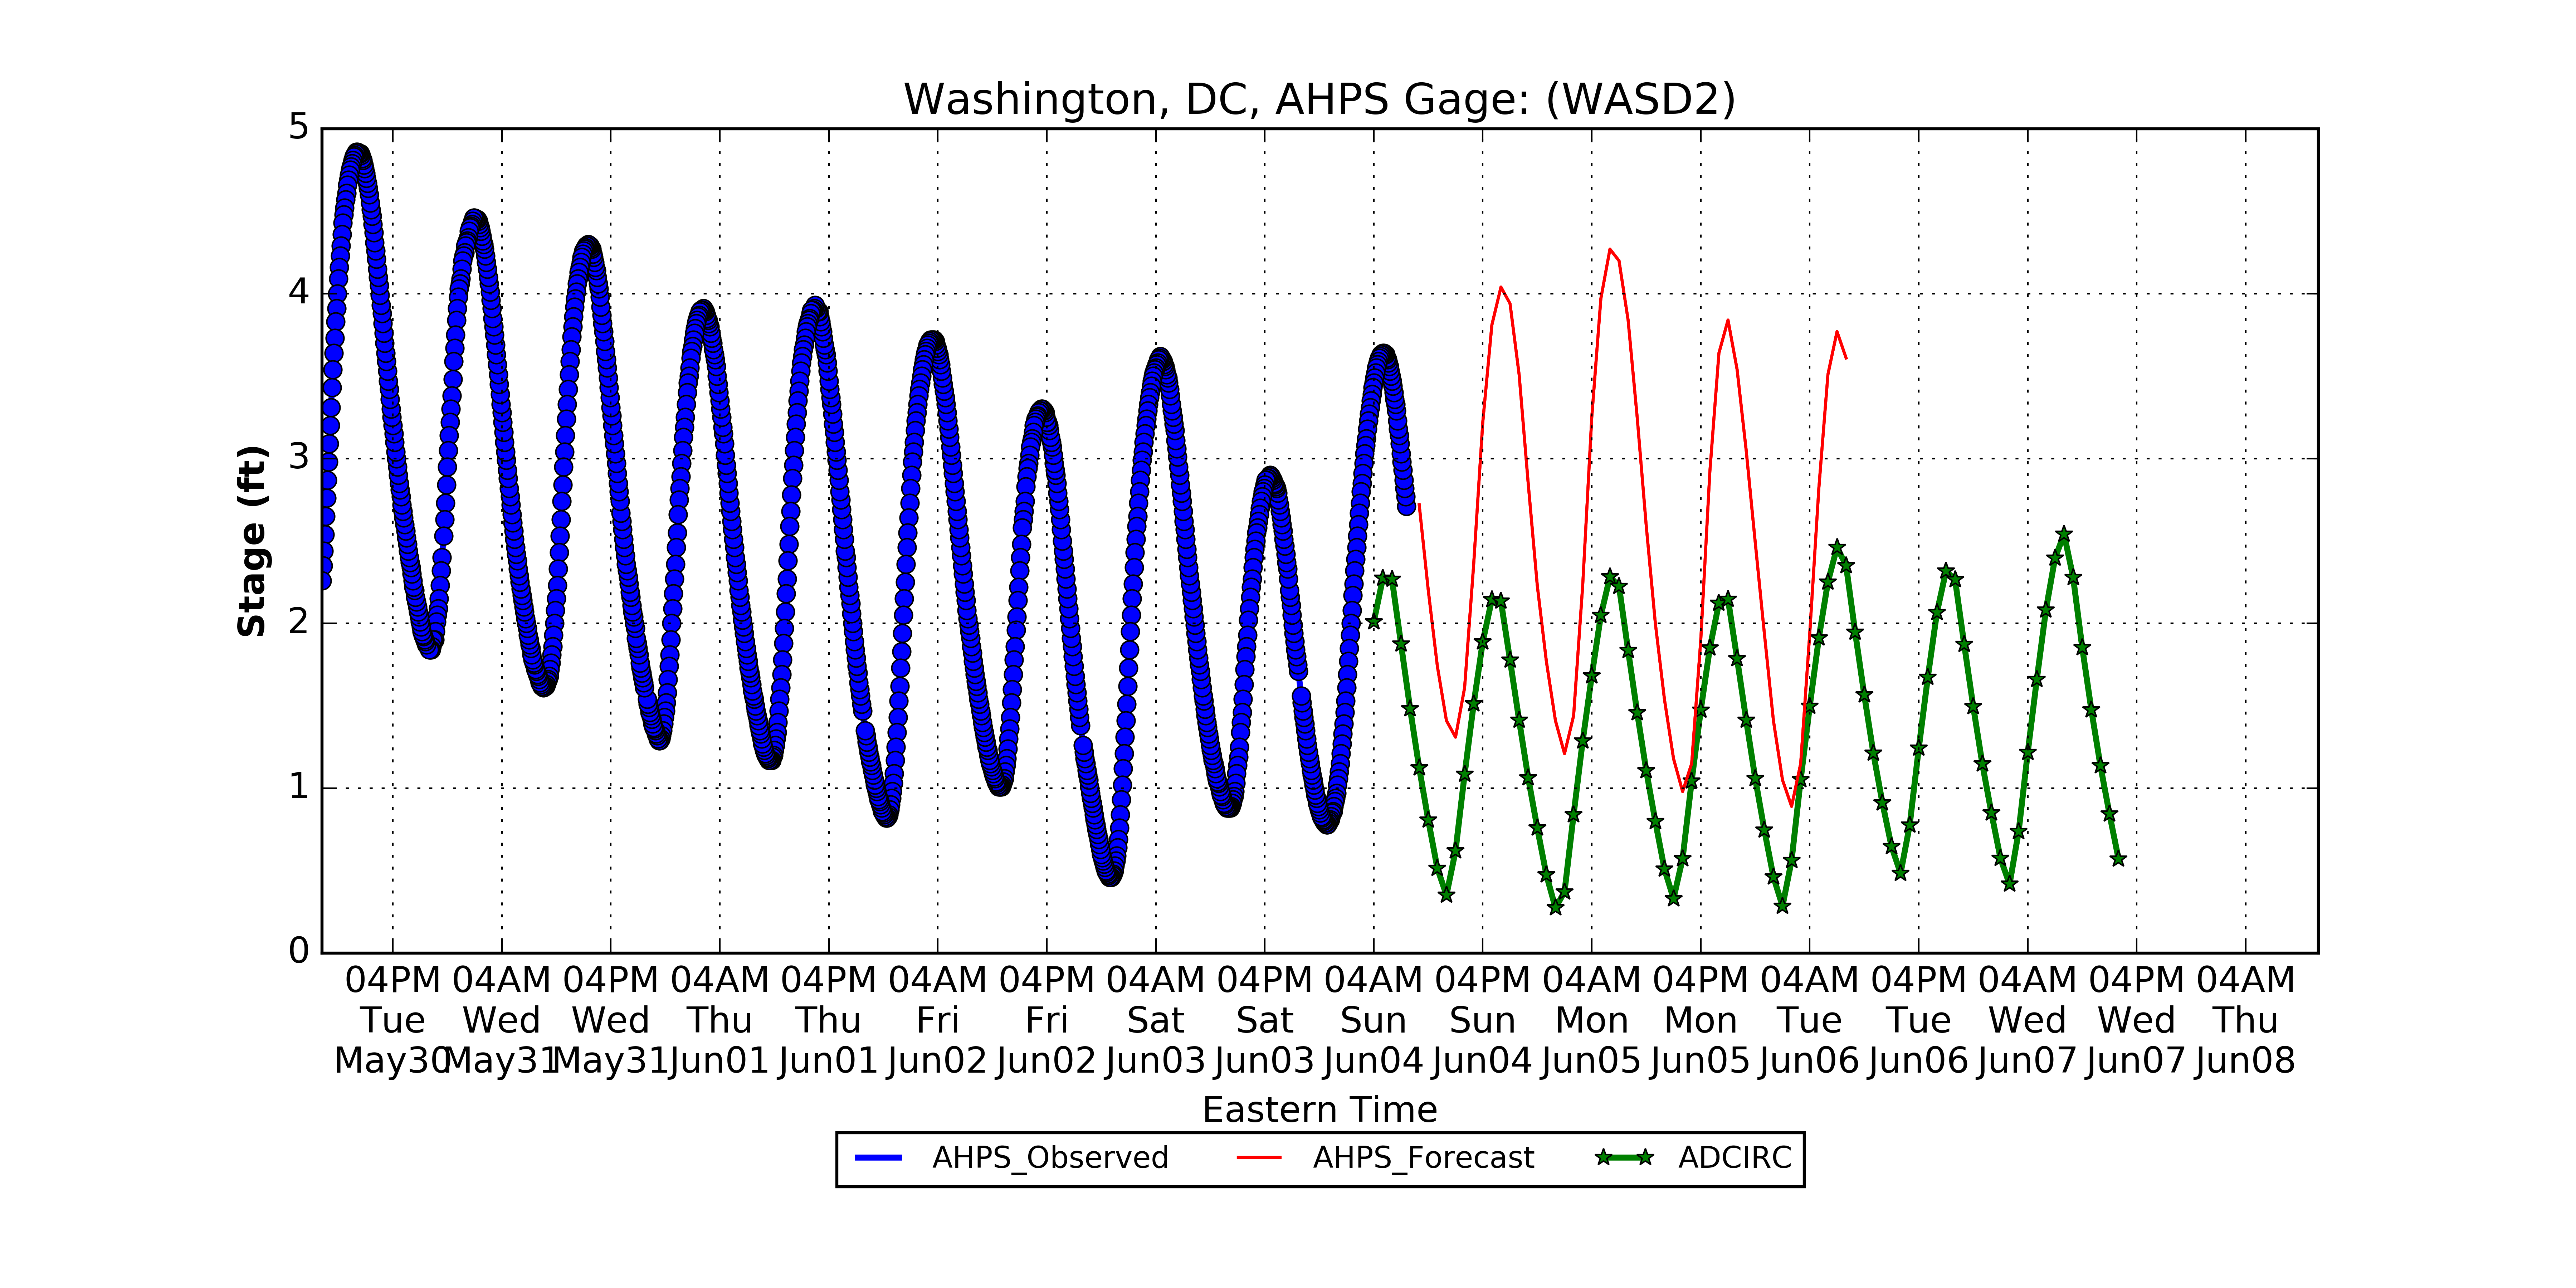 Washington, DC, AHPS Gage: (WASD2)
5
4
3
2
1
0
Stage (ft)
04PM 04AM 04PM 04AM 04PM 04AM 04PM 04AM 04PM 04AM 04PM 04AM 04PM 04AM 04PM 04AM 04PM 04AM
Tue Wed Wed Thu Thu Fri Fri Sat Sat Sun Sun Mon Mon Tue Tue Wed Wed Thu
May30 May31 May31 Jun01 Jun01 Jun02 Jun02 Jun03 Jun03 Jun04 Jun04 Jun05 Jun05 Jun06 Jun06 Jun07 Jun07 Jun08
Eastern Time
AHPS_Observed AHPS_Forecast ADCIRC